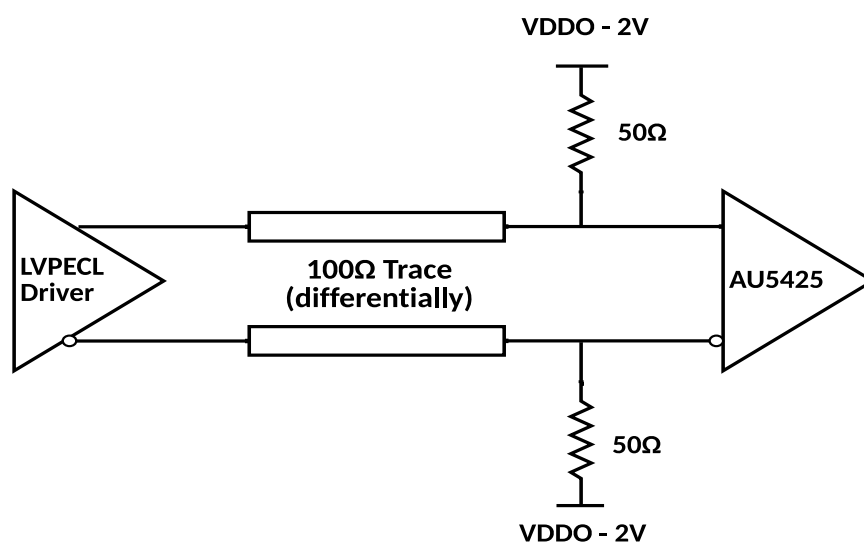 VDDO - 2V
50Ω
LVPECL
Driver
100Ω Trace
(differentially)
AU5425
50Ω
VDDO - 2V